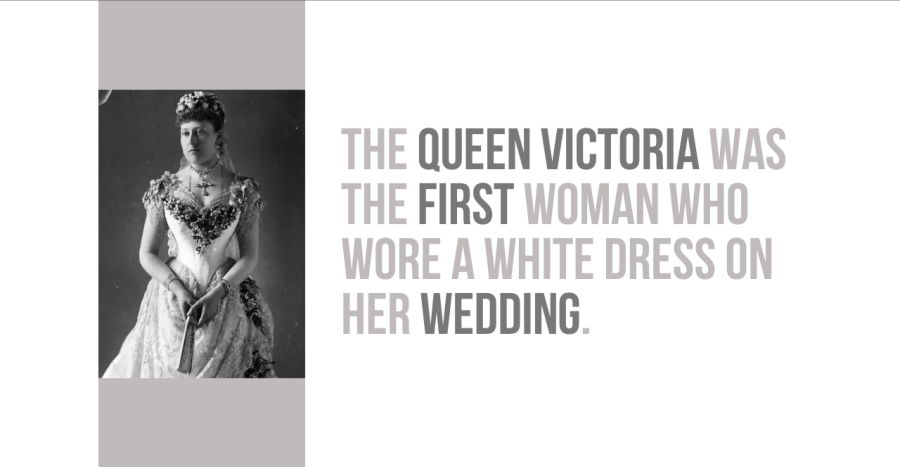 THE QUEEN VICTORIA WAS
THE FIRST WOMAN WHO
WORE A WHITE DRESS ON
HER WEDDING.